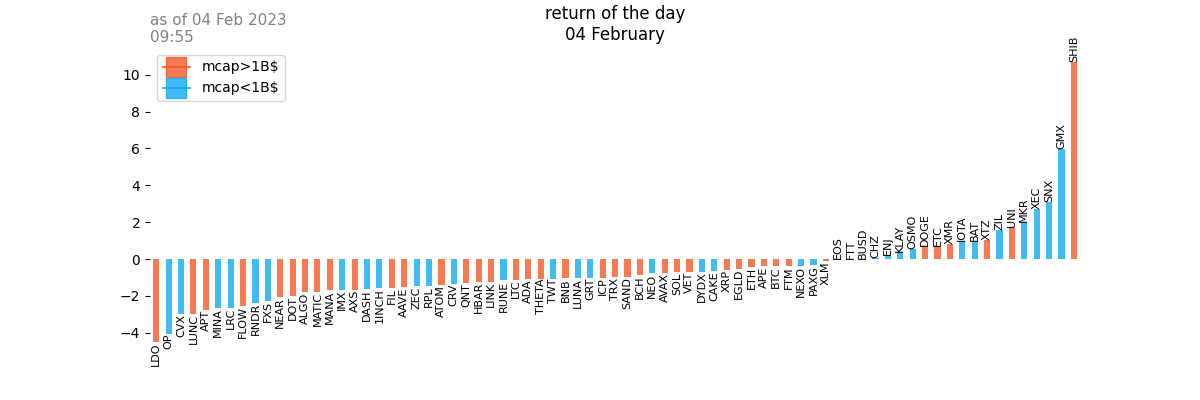 as of 04 Feb 2023
09:55
return of the day
04 February
mcap>1B$
mcap<1B$
10
8
6
4
2
0
−2
−4
LDO
OP
CVX
LUNC
APT
MINA
LRC
FLOW
RNDR
FXS
NEAR
DOT
ALGO
MATIC
MANA
IMX
AXS
DASH
1INCH
FIL
AAVE
ZEC
RPL
ATOM
CRV
QNT
HBAR
LINK
RUNE
LTC
ADA
THETA
TWT
BNB
LUNA
GRT
ICP
TRX
SAND
BCH
NEO
AVAX
SOL
VET
DYDX
CAKE
XRP
EGLD
ETH
APE
BTC
FTM
NEXO
PAXG
XLM
EOS
FTT
BUSD
CHZ
ENJ
KLAY
OSMO
DOGE
ETC
XMR
IOTA
BAT
XTZ
ZIL
UNI
MKR
XEC
SNX
GMX
SHIB